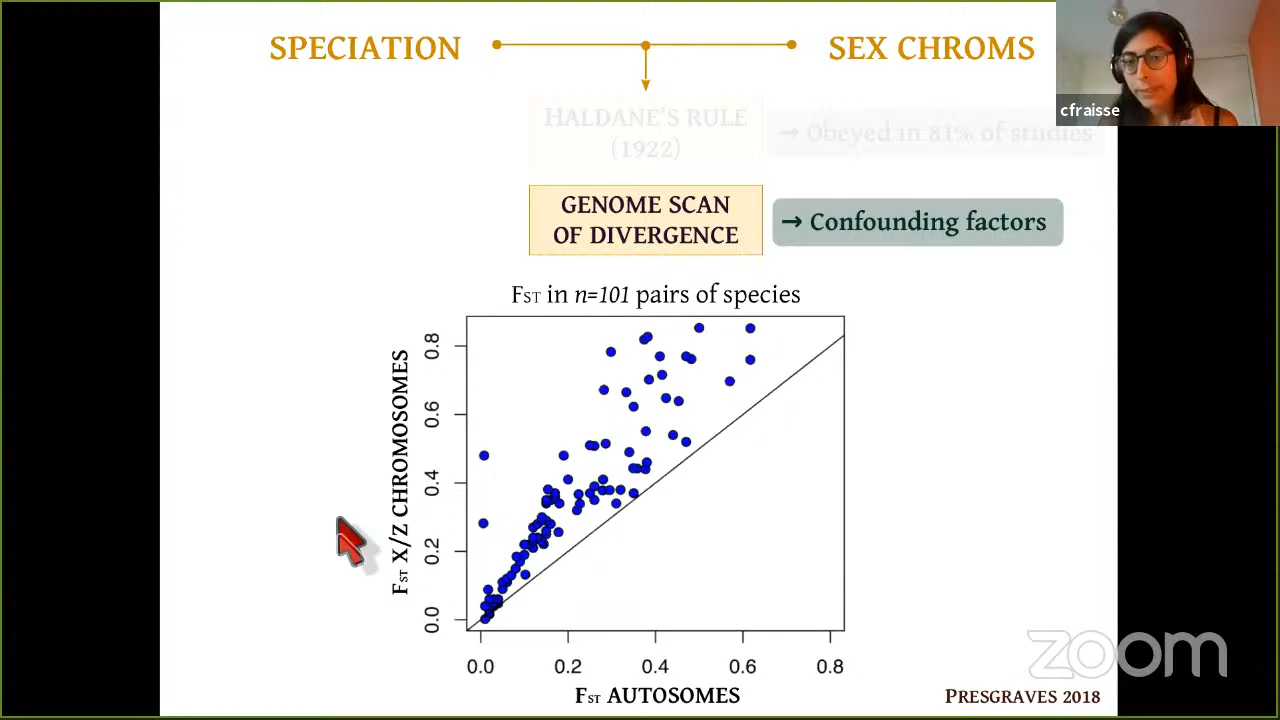 SPECIATION
SEX CHROMS
cfraisse
HALDANE'S RULE
(1922)
→ Obeyed in 81% of studies
GENOME SCAN
OF DIVERGENCE
→ Confounding factors
FST in n=101 pairs of species
FST X/Z CHROMOSOMES
0.8
0.6
0.4
0.2
0.0
0.0 0.2 0.4 0.6 0.8
FST AUTOSOMES
PRESGRAVES 2018
zoom